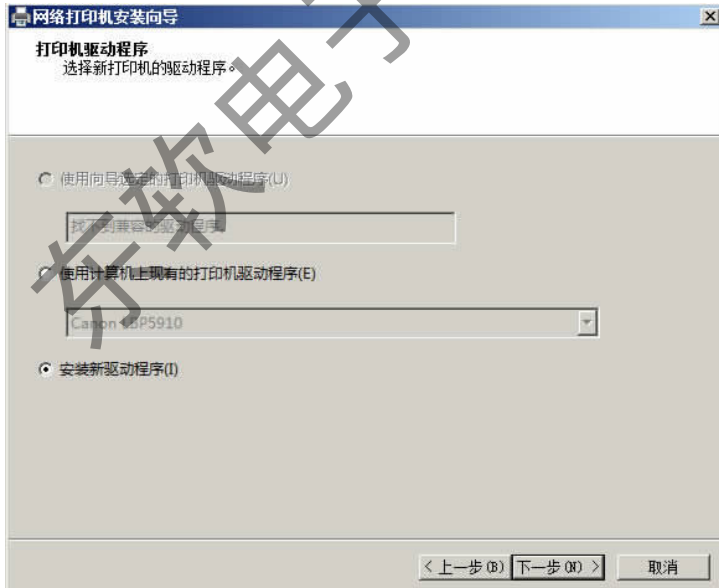 网络打印机安装向导
打印机驱动程序
选择新打印机的驱动程序。
使用向导选定的打印机驱动程序(U)
找不到兼容的驱动程序。
使用计算机上现有的打印机驱动程序(E)
Canon LBP5910
安装新驱动程序(I)
< 上一步(B) 下一步(N) > 取消
东软电子